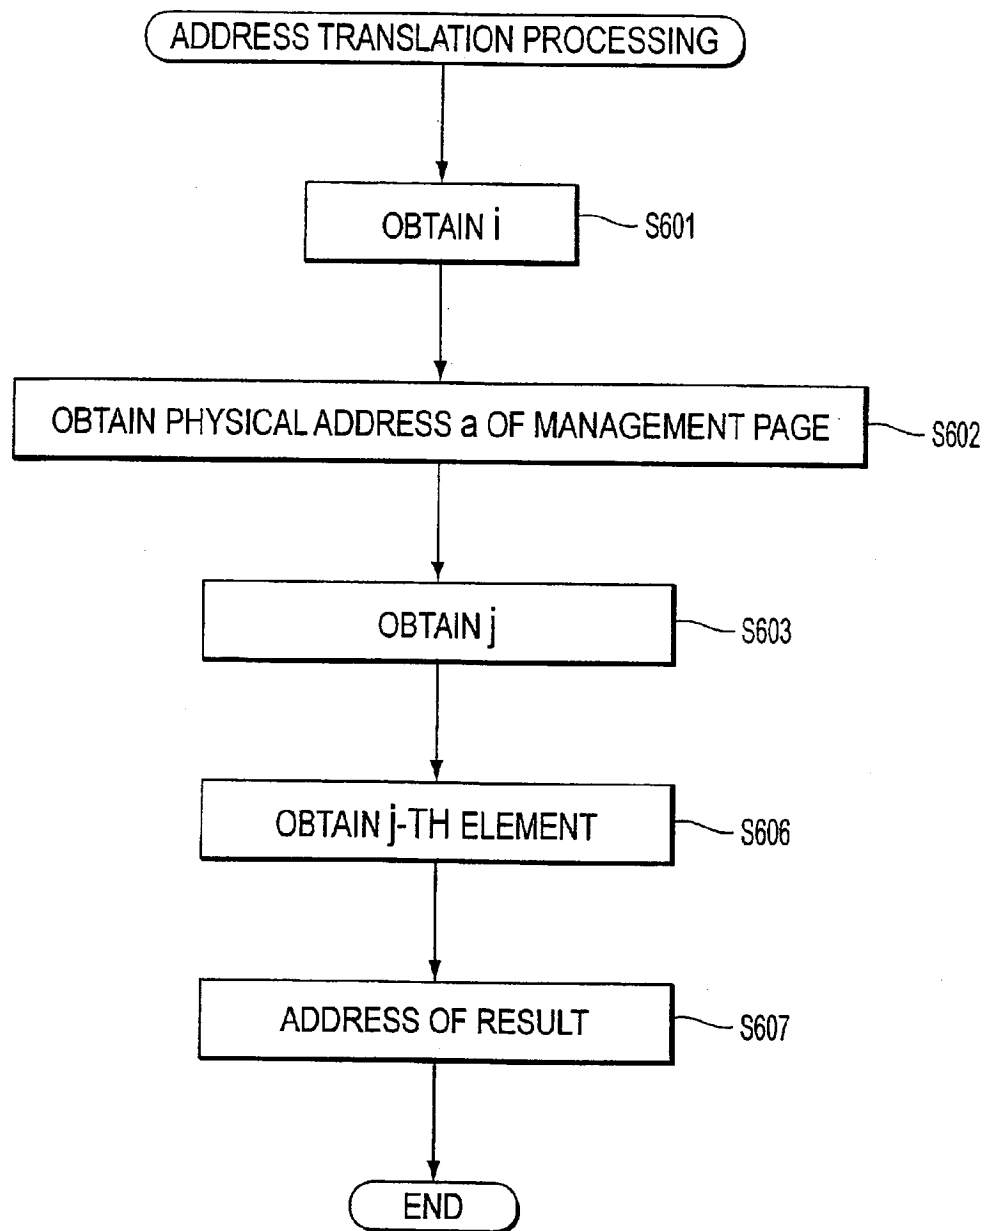 ADDRESS TRANSLATION PROCESSING
OBTAIN i
S601
OBTAIN PHYSICAL ADDRESS a OF MANAGEMENT PAGE
S602
OBTAIN j
S603
OBTAIN j-TH ELEMENT
S606
ADDRESS OF RESULT
S607
END